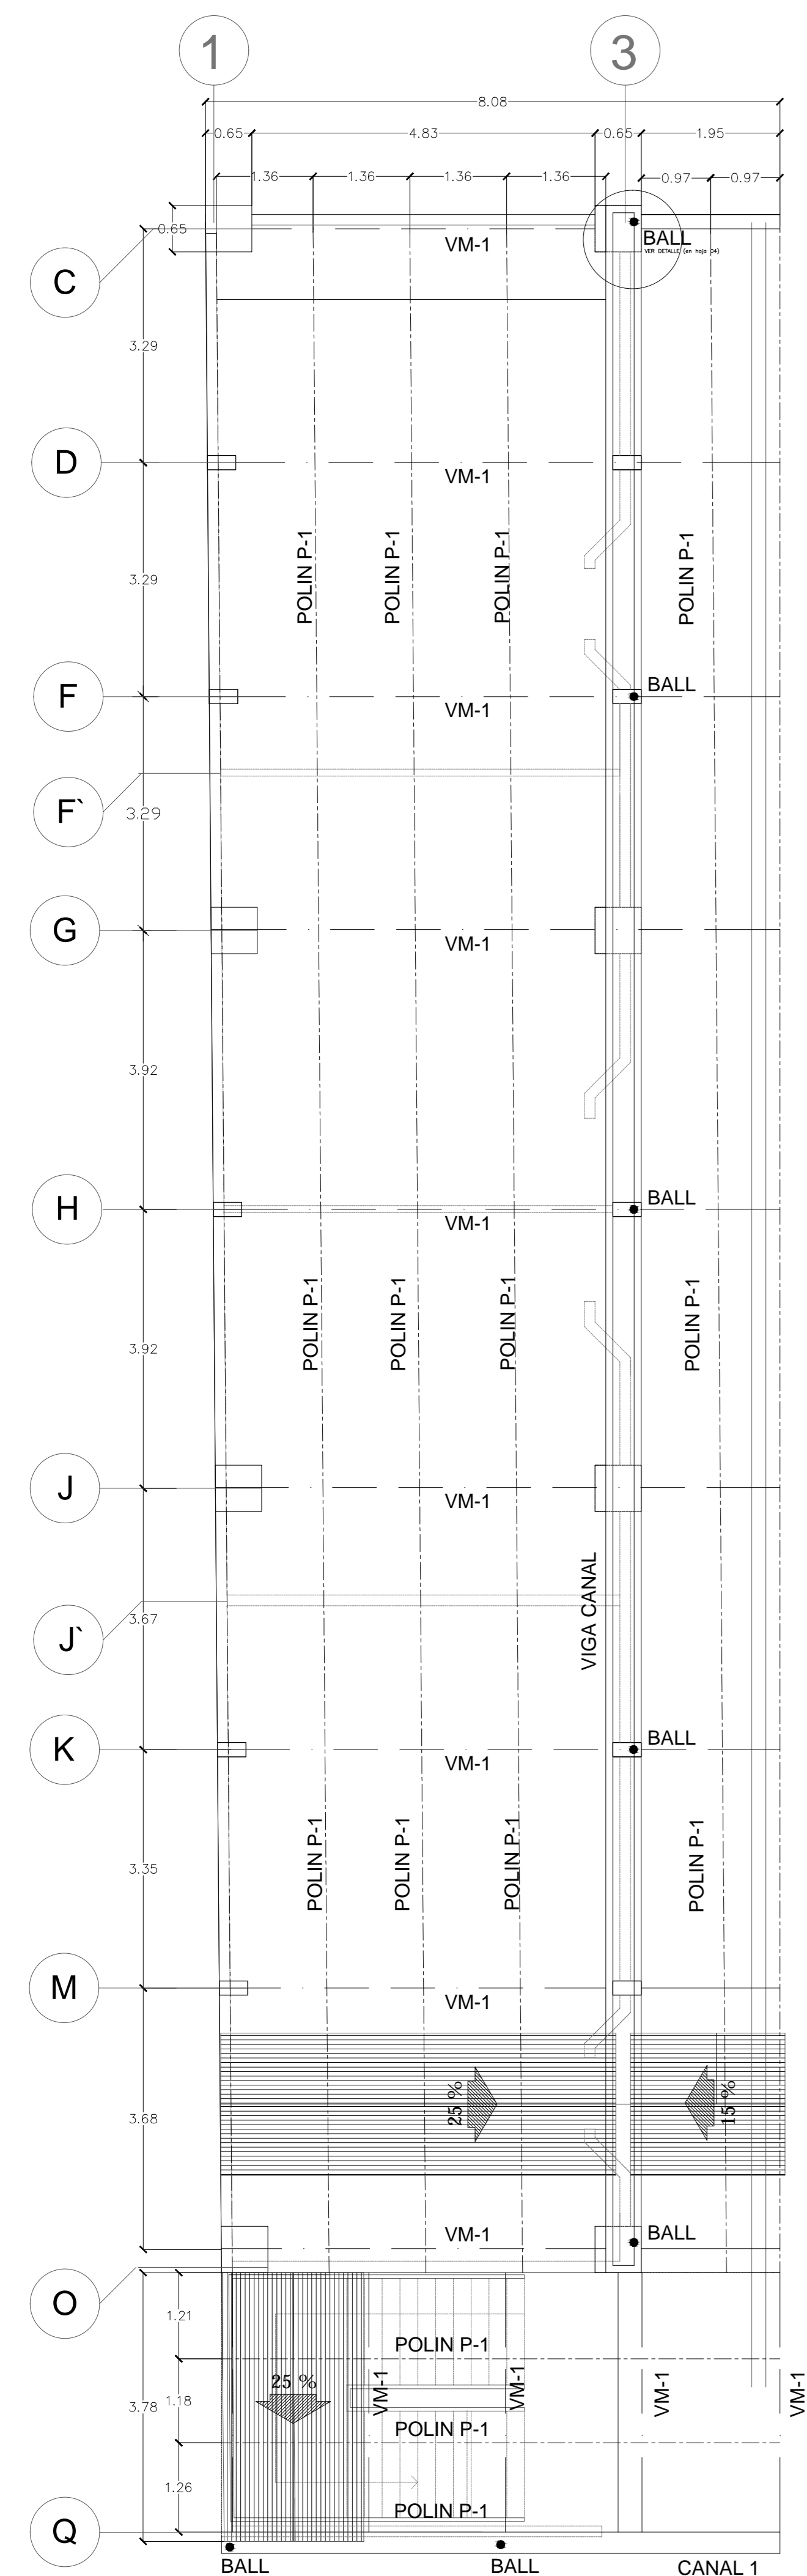 1
3
8.08
0.65
4.83
0.65
1.95
1.36
1.36
1.36
1.36
0.97
0.97
0.65
C
VM-1
BALL
VER DETALLE (en hoja 04)
3.29
D
VM-1
POLIN P-1
POLIN P-1
POLIN P-1
POLIN P-1
3.29
F
VM-1
BALL
F`
3.29
G
VM-1
3.92
H
VM-1
BALL
POLIN P-1
POLIN P-1
POLIN P-1
POLIN P-1
3.92
J
VM-1
VIGA CANAL
J`
3.67
K
VM-1
BALL
POLIN P-1
POLIN P-1
POLIN P-1
POLIN P-1
3.35
M
VM-1
25 %
15 %
3.68
VM-1
BALL
O
1.21
POLIN P-1
25 %
VM-1
VM-1
VM-1
VM-1
3.78
1.18
POLIN P-1
1.26
POLIN P-1
Q
BALL
BALL
CANAL 1